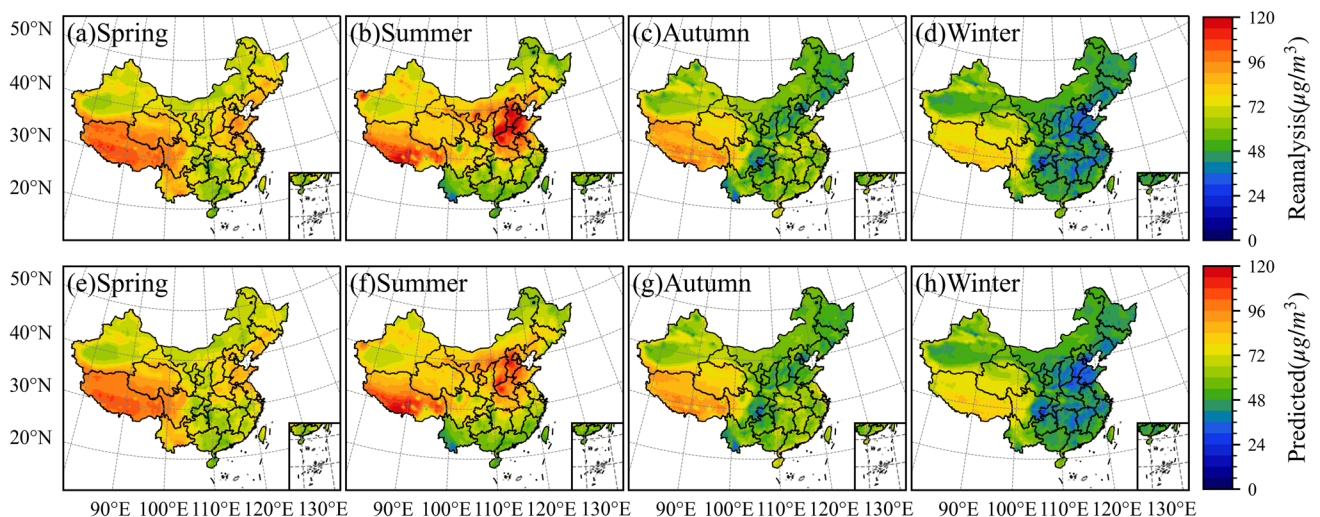 (a)Spring
(b)Summer
(c)Autumn
(d)Winter
50°N
40°N
30°N
20°N
120
96
72
48
24
0
Reanalysis(μg/m³)
(e)Spring
(f)Summer
(g)Autumn
(h)Winter
50°N
40°N
30°N
20°N
120
96
72
48
24
0
Predicted(μg/m³)
90°E 100°E 110°E 120°E 130°E
90°E 100°E 110°E 120°E 130°E
90°E 100°E 110°E 120°E 130°E
90°E 100°E 110°E 120°E 130°E